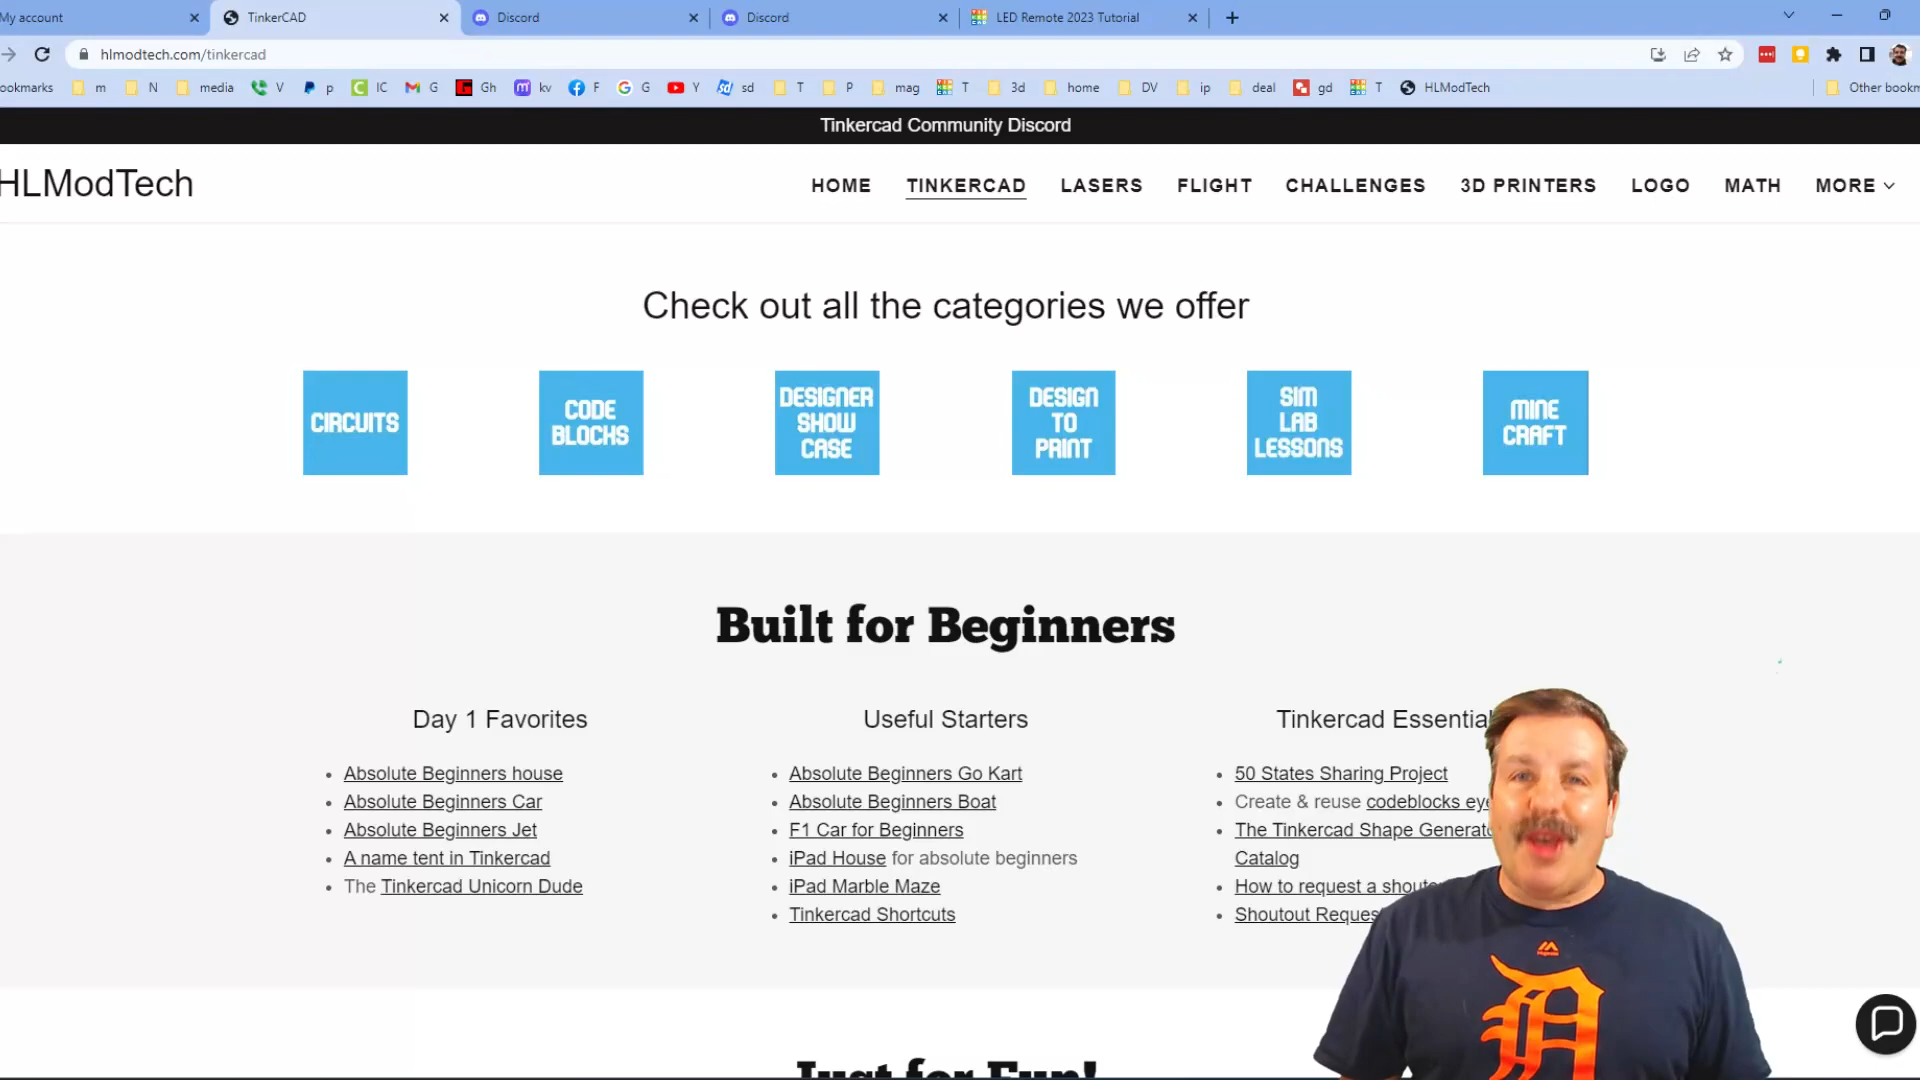 My account
TinkerCAD
Discord
Discord
LED Remote 2023 Tutorial
hlmodtech.com/tinkercad
ookmarks m N media V p IC G Gh kv F G Y sd T P mag T 3d home DV ip deal gd T HLModTech Other bookm
Tinkercad Community Discord
HLModTech
HOME TINKERCAD LASERS FLIGHT CHALLENGES 3D PRINTERS LOGO MATH MORE
Check out all the categories we offer
CIRCUITS
CODE
BLOCKS
DESIGNER
SHOW
CASE
DESIGN
TO
PRINT
SIM
LAB
LESSONS
MINE
CRAFT
Built for Beginners
Day 1 Favorites
Absolute Beginners house
Absolute Beginners Car
Absolute Beginners Jet
A name tent in Tinkercad
The Tinkercad Unicorn Dude
Useful Starters
Absolute Beginners Go Kart
Absolute Beginners Boat
F1 Car for Beginners
iPad House for absolute beginners
iPad Marble Maze
Tinkercad Shortcuts
Tinkercad Essential
50 States Sharing Project
Create & reuse codeblocks eye
The Tinkercad Shape Generato
Catalog
How to request a shouto
Shoutout Reques
Just for Fun!